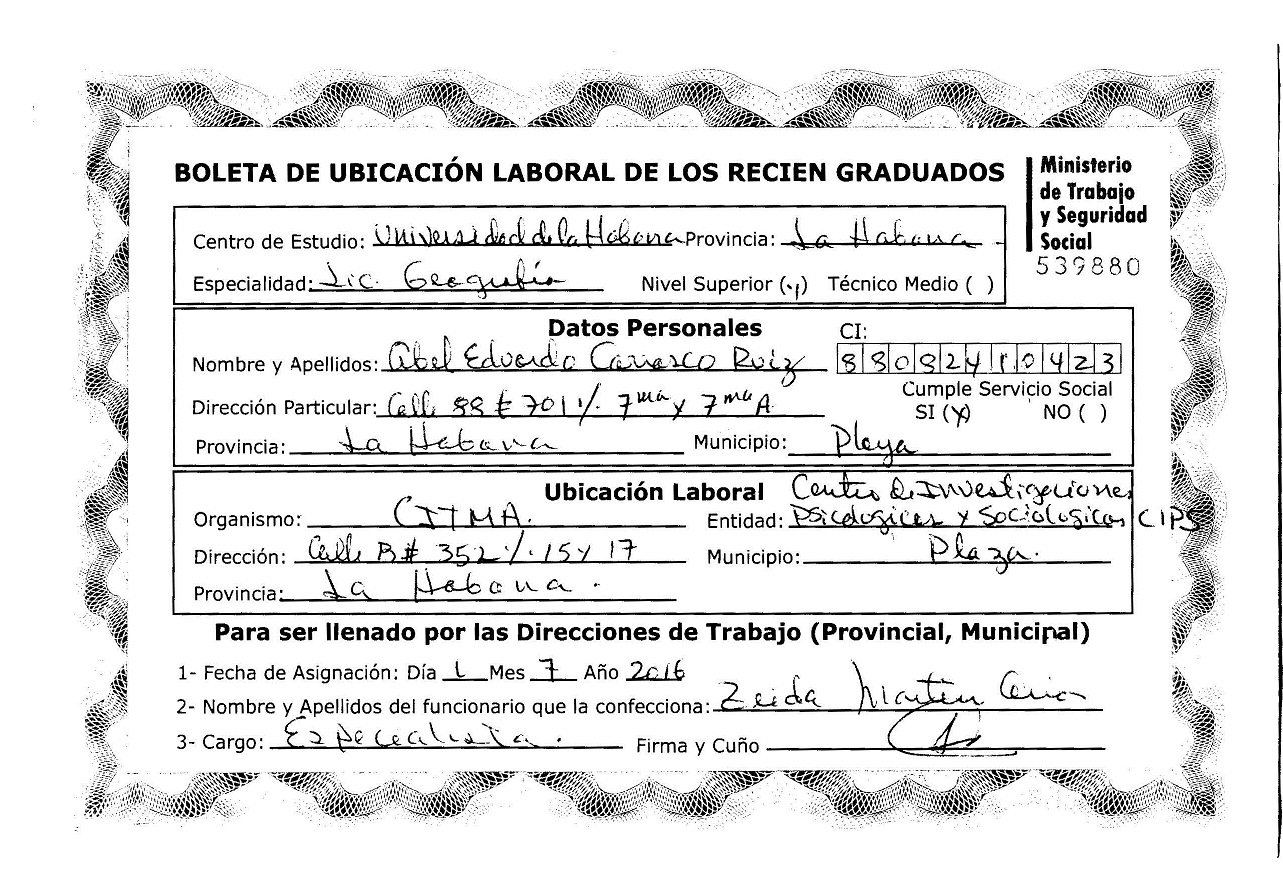 BOLETA DE UBICACIÓN LABORAL DE LOS RECIEN GRADUADOS
Ministerio
de Trabajo
y Seguridad
Social
539880
Centro de Estudio: Universidad de la Habana Provincia: La Habana
Especialidad: Lic. Geografía Nivel Superior (y) Técnico Medio ( )
Datos Personales CI:
Nombre y Apellidos: Abel Eduardo Carrasco Ruiz 88082410423
Cumple Servicio Social
Dirección Particular: Calle 88 # 701 % 7ma y 7ma A SI (y) NO ( )
Provincia: La Habana Municipio: Playa
Ubicación Laboral Centro de Investigaciones
Organismo: CITMA. Entidad: Psicologicas y Sociologicas CIPS
Dirección: Calle B # 352 % 15 y 17 Municipio: Plaza.
Provincia: La Habana.
Para ser llenado por las Direcciones de Trabajo (Provincial, Municipal)
1- Fecha de Asignación: Día 1 Mes 7 Año 2016
2- Nombre y Apellidos del funcionario que la confecciona: Zeida Martin
3- Cargo: Especialista. Firma y Cuño